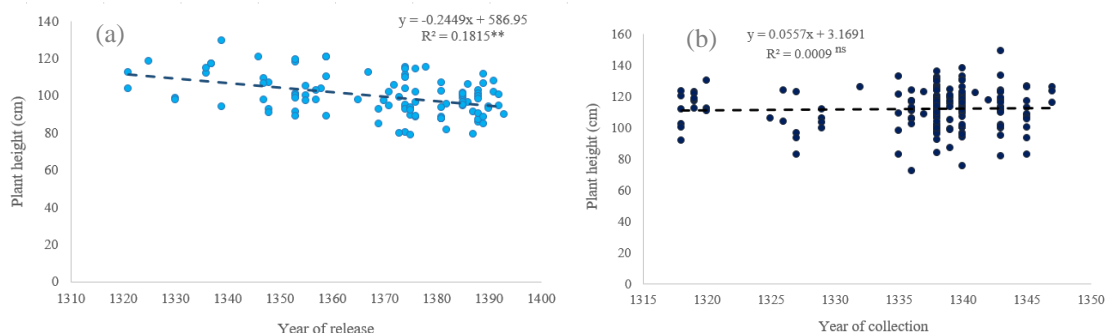 (a)
y = -0.2449x + 586.95
R² = 0.1815**
Plant height (cm)
140
120
100
80
60
40
20
0
1310 1320 1330 1340 1350 1360 1370 1380 1390 1400
Year of release
(b)
y = 0.0557x + 3.1691
R² = 0.0009 ns
Plant height (cm)
160
140
120
100
80
60
40
20
0
1315 1320 1325 1330 1335 1340 1345 1350
Year of collection